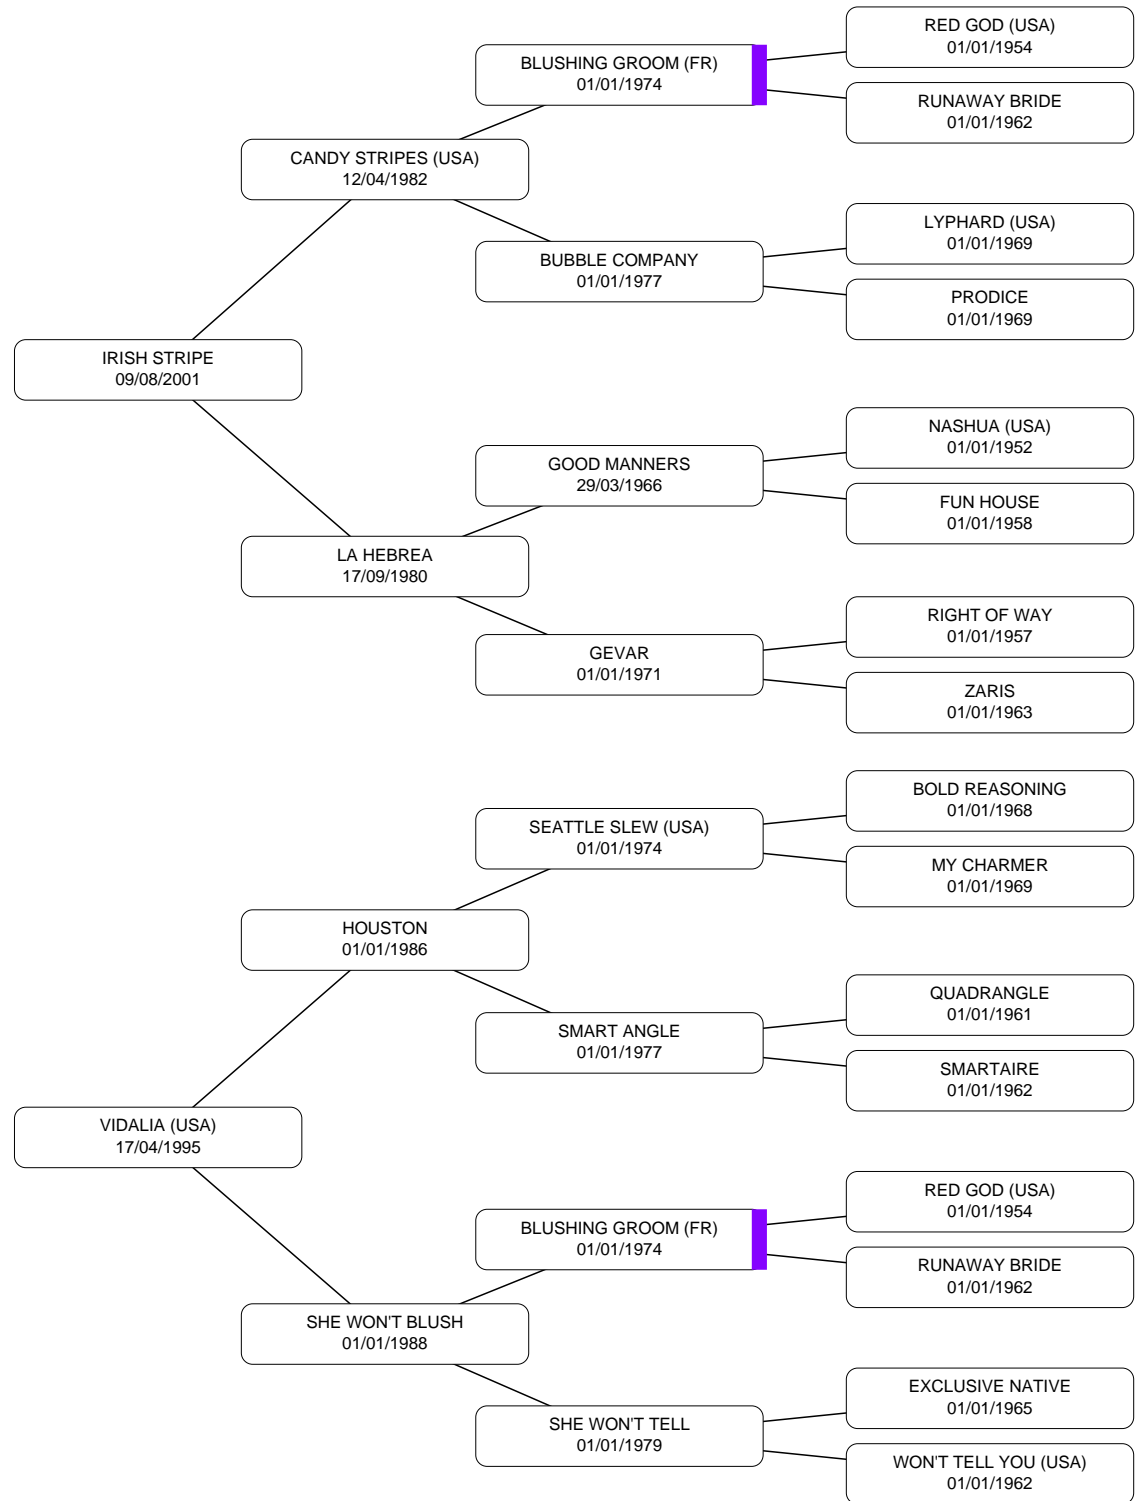 RED GOD (USA)
01/01/1954
BLUSHING GROOM (FR)
01/01/1974
RUNAWAY BRIDE
01/01/1962
CANDY STRIPES (USA)
12/04/1982
LYPHARD (USA)
01/01/1969
BUBBLE COMPANY
01/01/1977
PRODICE
01/01/1969
IRISH STRIPE
09/08/2001
NASHUA (USA)
01/01/1952
GOOD MANNERS
29/03/1966
FUN HOUSE
01/01/1958
LA HEBREA
17/09/1980
RIGHT OF WAY
01/01/1957
GEVAR
01/01/1971
ZARIS
01/01/1963
BOLD REASONING
01/01/1968
SEATTLE SLEW (USA)
01/01/1974
MY CHARMER
01/01/1969
HOUSTON
01/01/1986
QUADRANGLE
01/01/1961
SMART ANGLE
01/01/1977
SMARTAIRE
01/01/1962
VIDALIA (USA)
17/04/1995
RED GOD (USA)
01/01/1954
BLUSHING GROOM (FR)
01/01/1974
RUNAWAY BRIDE
01/01/1962
SHE WON'T BLUSH
01/01/1988
EXCLUSIVE NATIVE
01/01/1965
SHE WON'T TELL
01/01/1979
WON'T TELL YOU (USA)
01/01/1962